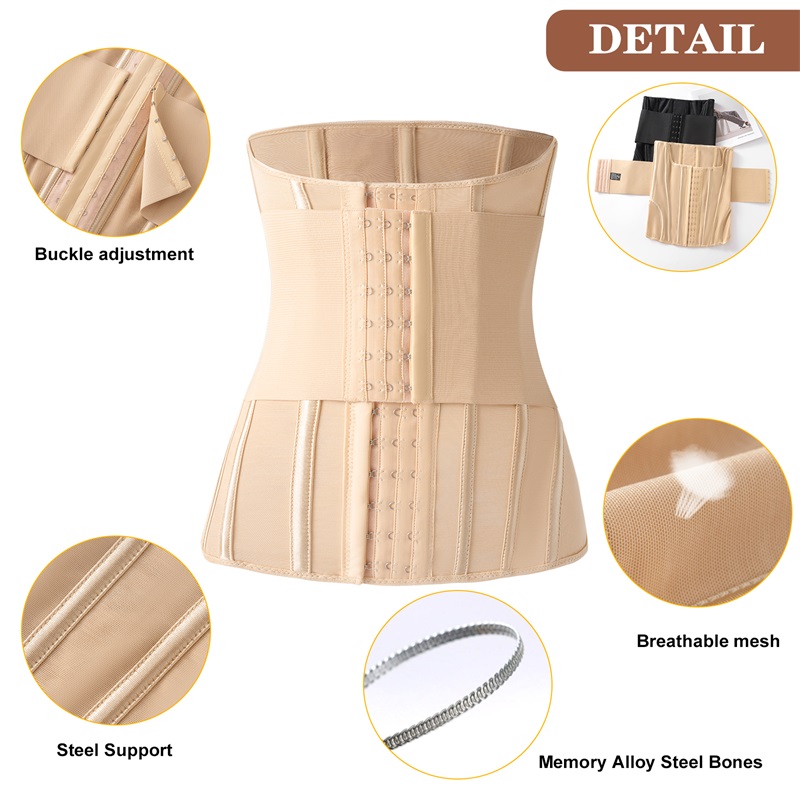 DETAIL
Buckle adjustment
Breathable mesh
Steel Support
Memory Alloy Steel Bones